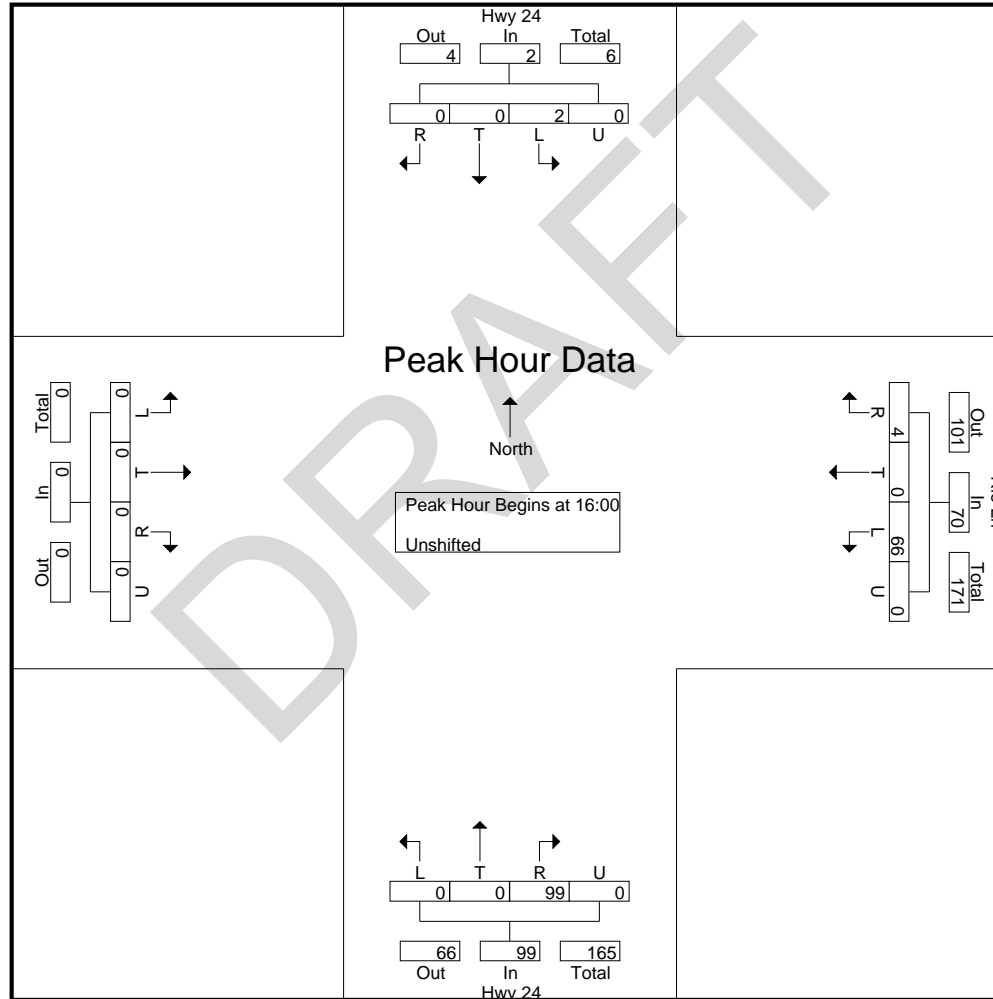 Hwy 24
Out In Total
4 2 6
0 0 2 0
R T L U
DRAFT
Peak Hour Data
North
Peak Hour Begins at 16:00
Unshifted
Total In Out
0 0 0
0 0 0 0
L T R U
R T L U
4 0 66 0
Out In Total
101 70 171
L T R U
0 0 99 0
66 99 165
Out In Total
Hwy 24